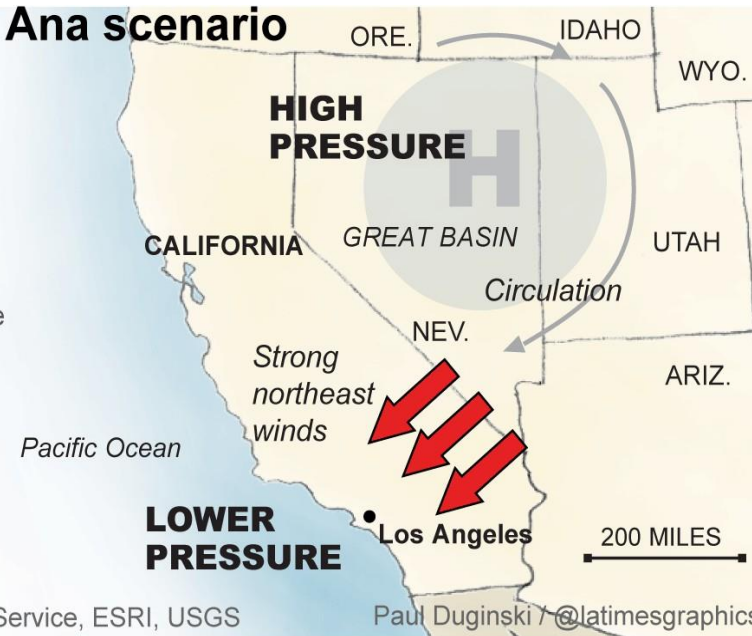 Ana scenario
ORE.
IDAHO
WYO.
HIGH
PRESSURE
H
CALIFORNIA
GREAT BASIN
UTAH
Circulation
e
NEV.
Strong
northeast
winds
ARIZ.
Pacific Ocean
LOWER
PRESSURE
Los Angeles
200 MILES
Service, ESRI, USGS
Paul Duginski / @latimesgraphics